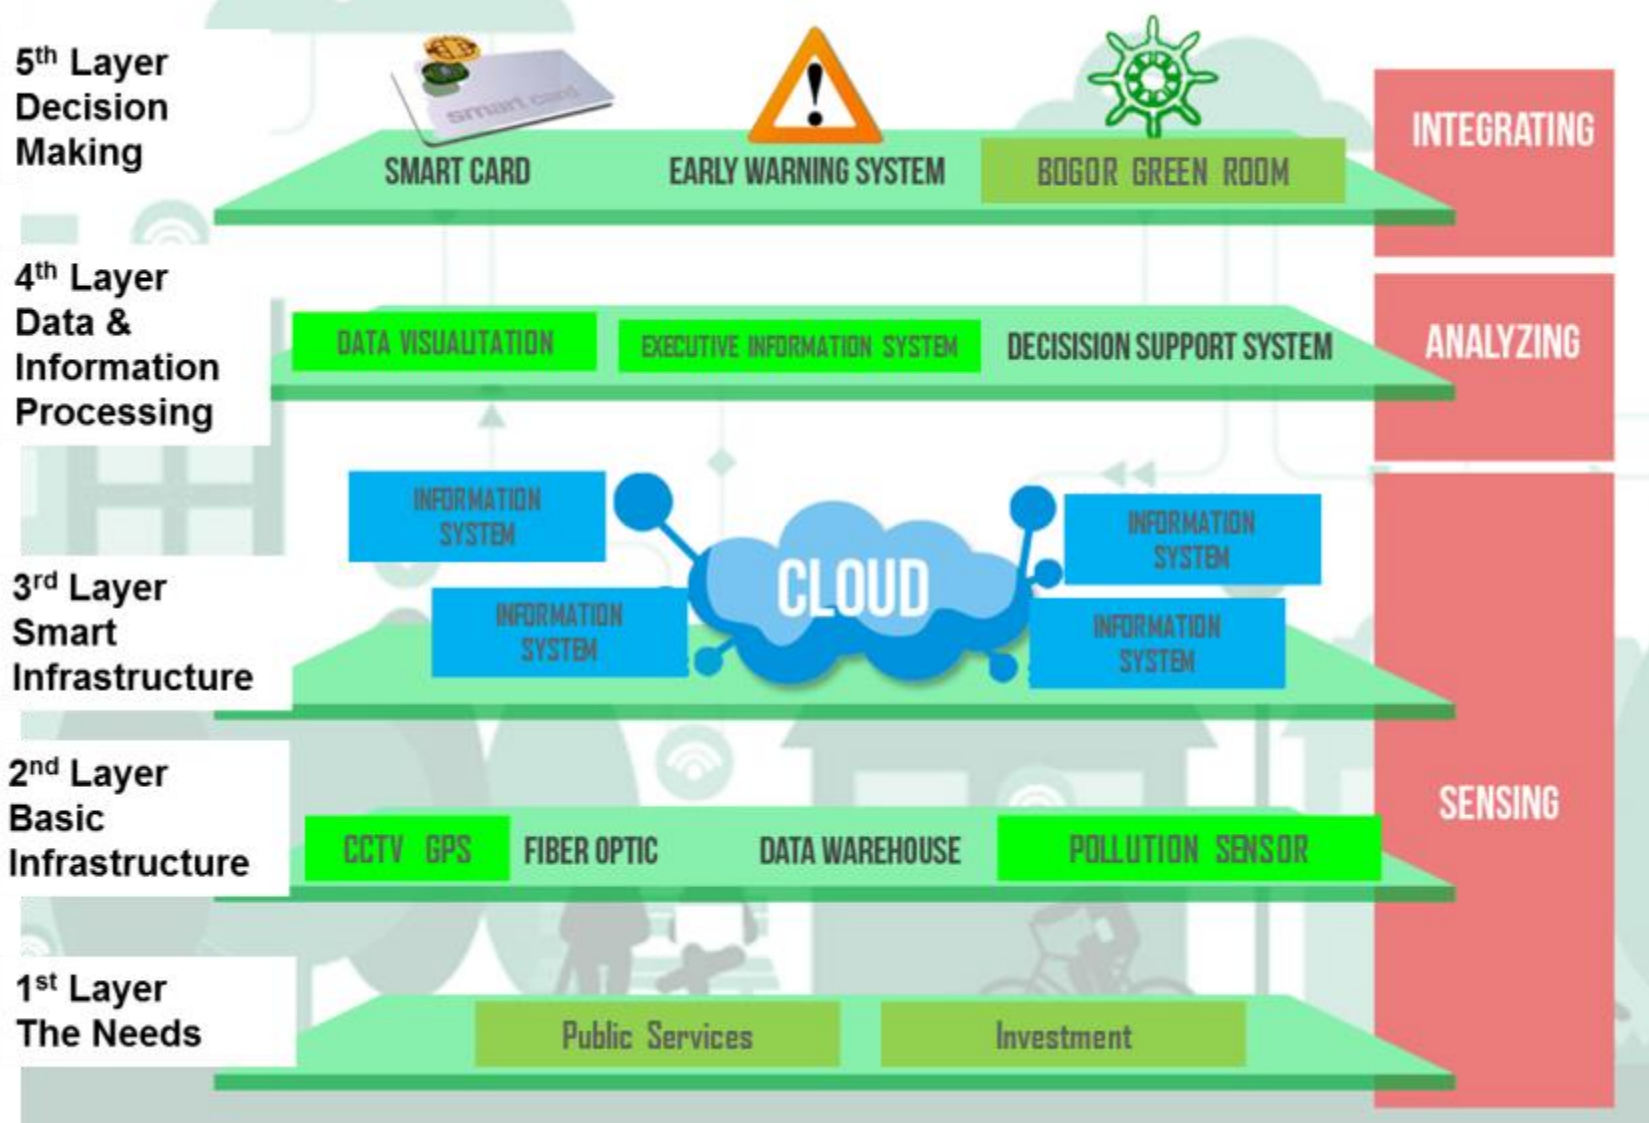 5th Layer
Decision
Making
smart card
SMART CARD
EARLY WARNING SYSTEM
BOGOR GREEN ROOM
INTEGRATING
4th Layer
Data &
Information
Processing
DATA VISUALITATION
EXECUTIVE INFORMATION SYSTEM
DECISISION SUPPORT SYSTEM
ANALYZING
3rd Layer
Smart
Infrastructure
INFORMATION
SYSTEM
INFORMATION
SYSTEM
CLOUD
INFORMATION
SYSTEM
INFORMATION
SYSTEM
2nd Layer
Basic
Infrastructure
CCTV GPS
FIBER OPTIC
DATA WAREHOUSE
POLLUTION SENSOR
SENSING
1st Layer
The Needs
Public Services
Investment